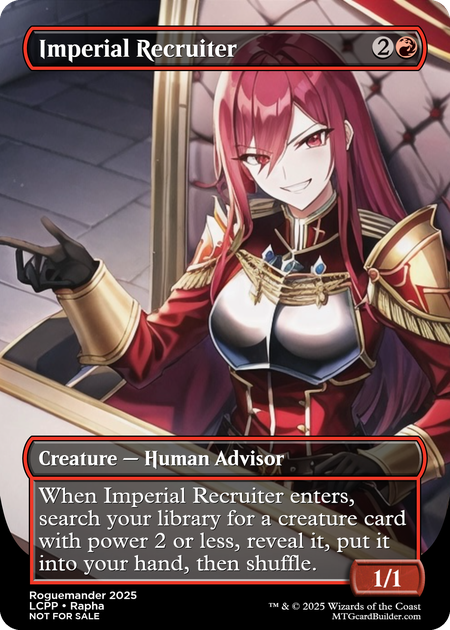 Imperial Recruiter 2
Creature — Human Advisor
When Imperial Recruiter enters,
search your library for a creature card
with power 2 or less, reveal it, put it
into your hand, then shuffle.
1/1
Roguemander 2025
LCPP • Rapha
NOT FOR SALE
™ & © 2025 Wizards of the Coast
MTGcardBuilder.com